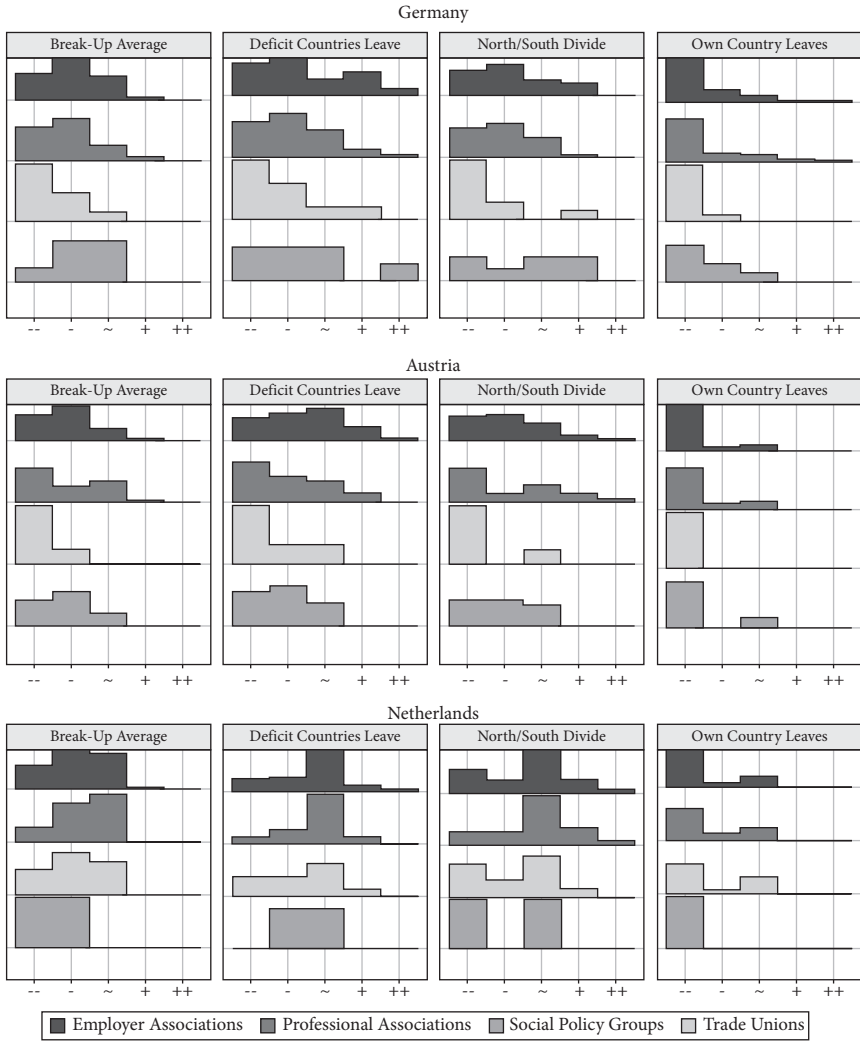 Germany
Break-Up Average Deficit Countries Leave North/South Divide Own Country Leaves
-- - ~ + ++ -- - ~ + ++ -- - ~ + ++ -- - ~ + ++
Austria
Break-Up Average Deficit Countries Leave North/South Divide Own Country Leaves
-- - ~ + ++ -- - ~ + ++ -- - ~ + ++ -- - ~ + ++
Netherlands
Break-Up Average Deficit Countries Leave North/South Divide Own Country Leaves
-- - ~ + ++ -- - ~ + ++ -- - ~ + ++ -- - ~ + ++
Employer Associations Professional Associations Social Policy Groups Trade Unions